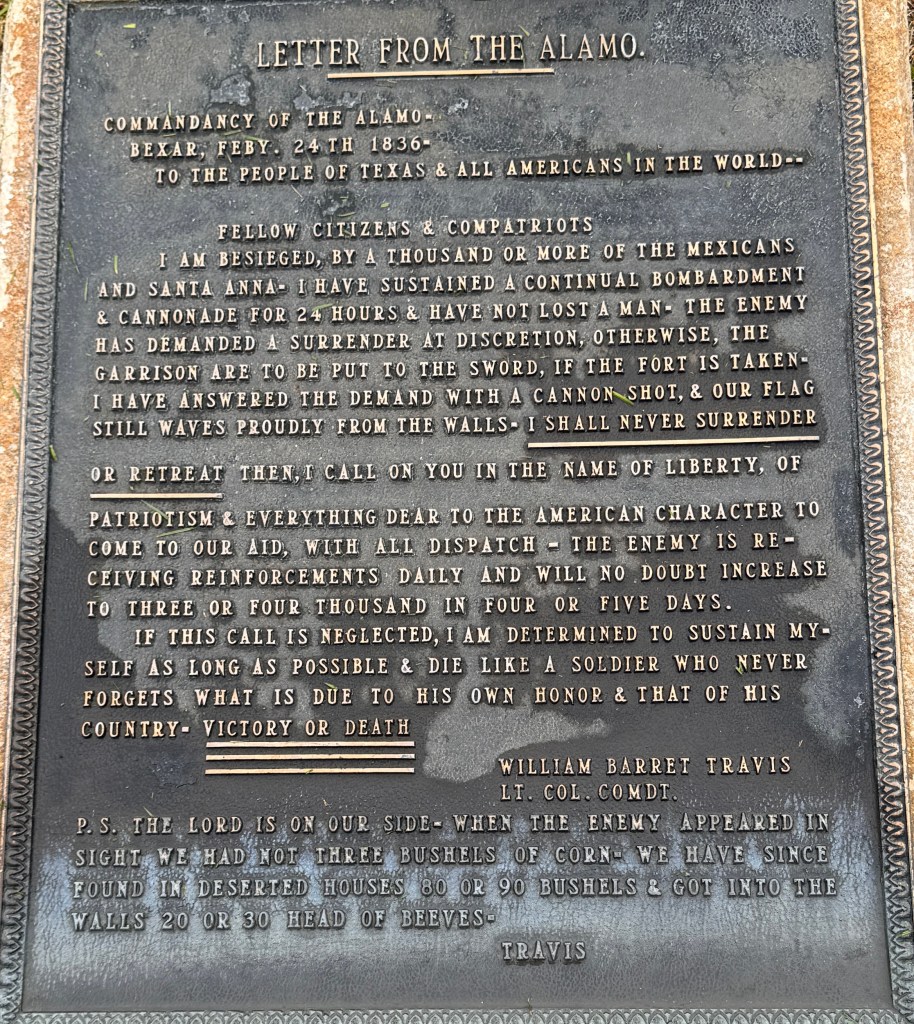 LETTER FROM THE ALAMO.
COMMANDANCY OF THE ALAMO-
BEXAR, FEBY. 24TH 1836-
TO THE PEOPLE OF TEXAS & ALL AMERICANS IN THE WORLD--
FELLOW CITIZENS & COMPATRIOTS
I AM BESIEGED, BY A THOUSAND OR MORE OF THE MEXICANS
AND SANTA ANNA- I HAVE SUSTAINED A CONTINUAL BOMBARDMENT
& CANNONADE FOR 24 HOURS & HAVE NOT LOST A MAN- THE ENEMY
HAS DEMANDED A SURRENDER AT DISCRETION, OTHERWISE, THE
GARRISON ARE TO BE PUT TO THE SWORD, IF THE FORT IS TAKEN-
I HAVE ANSWERED THE DEMAND WITH A CANNON SHOT, & OUR FLAG
STILL WAVES PROUDLY FROM THE WALLS- I SHALL NEVER SURRENDER
OR RETREAT THEN, I CALL ON YOU IN THE NAME OF LIBERTY, OF
PATRIOTISM & EVERYTHING DEAR TO THE AMERICAN CHARACTER TO
COME TO OUR AID, WITH ALL DISPATCH - THE ENEMY IS RE-
CEIVING REINFORCEMENTS DAILY AND WILL NO DOUBT INCREASE
TO THREE OR FOUR THOUSAND IN FOUR OR FIVE DAYS.
IF THIS CALL IS NEGLECTED, I AM DETERMINED TO SUSTAIN MY-
SELF AS LONG AS POSSIBLE & DIE LIKE A SOLDIER WHO NEVER
FORGETS WHAT IS DUE TO HIS OWN HONOR & THAT OF HIS
COUNTRY- VICTORY OR DEATH
WILLIAM BARRET TRAVIS
LT. COL. COMDT.
P.S. THE LORD IS ON OUR SIDE- WHEN THE ENEMY APPEARED IN
SIGHT WE HAD NOT THREE BUSHELS OF CORN- WE HAVE SINCE
FOUND IN DESERTED HOUSES 80 OR 90 BUSHELS & GOT INTO THE
WALLS 20 OR 30 HEAD OF BEEVES-
TRAVIS